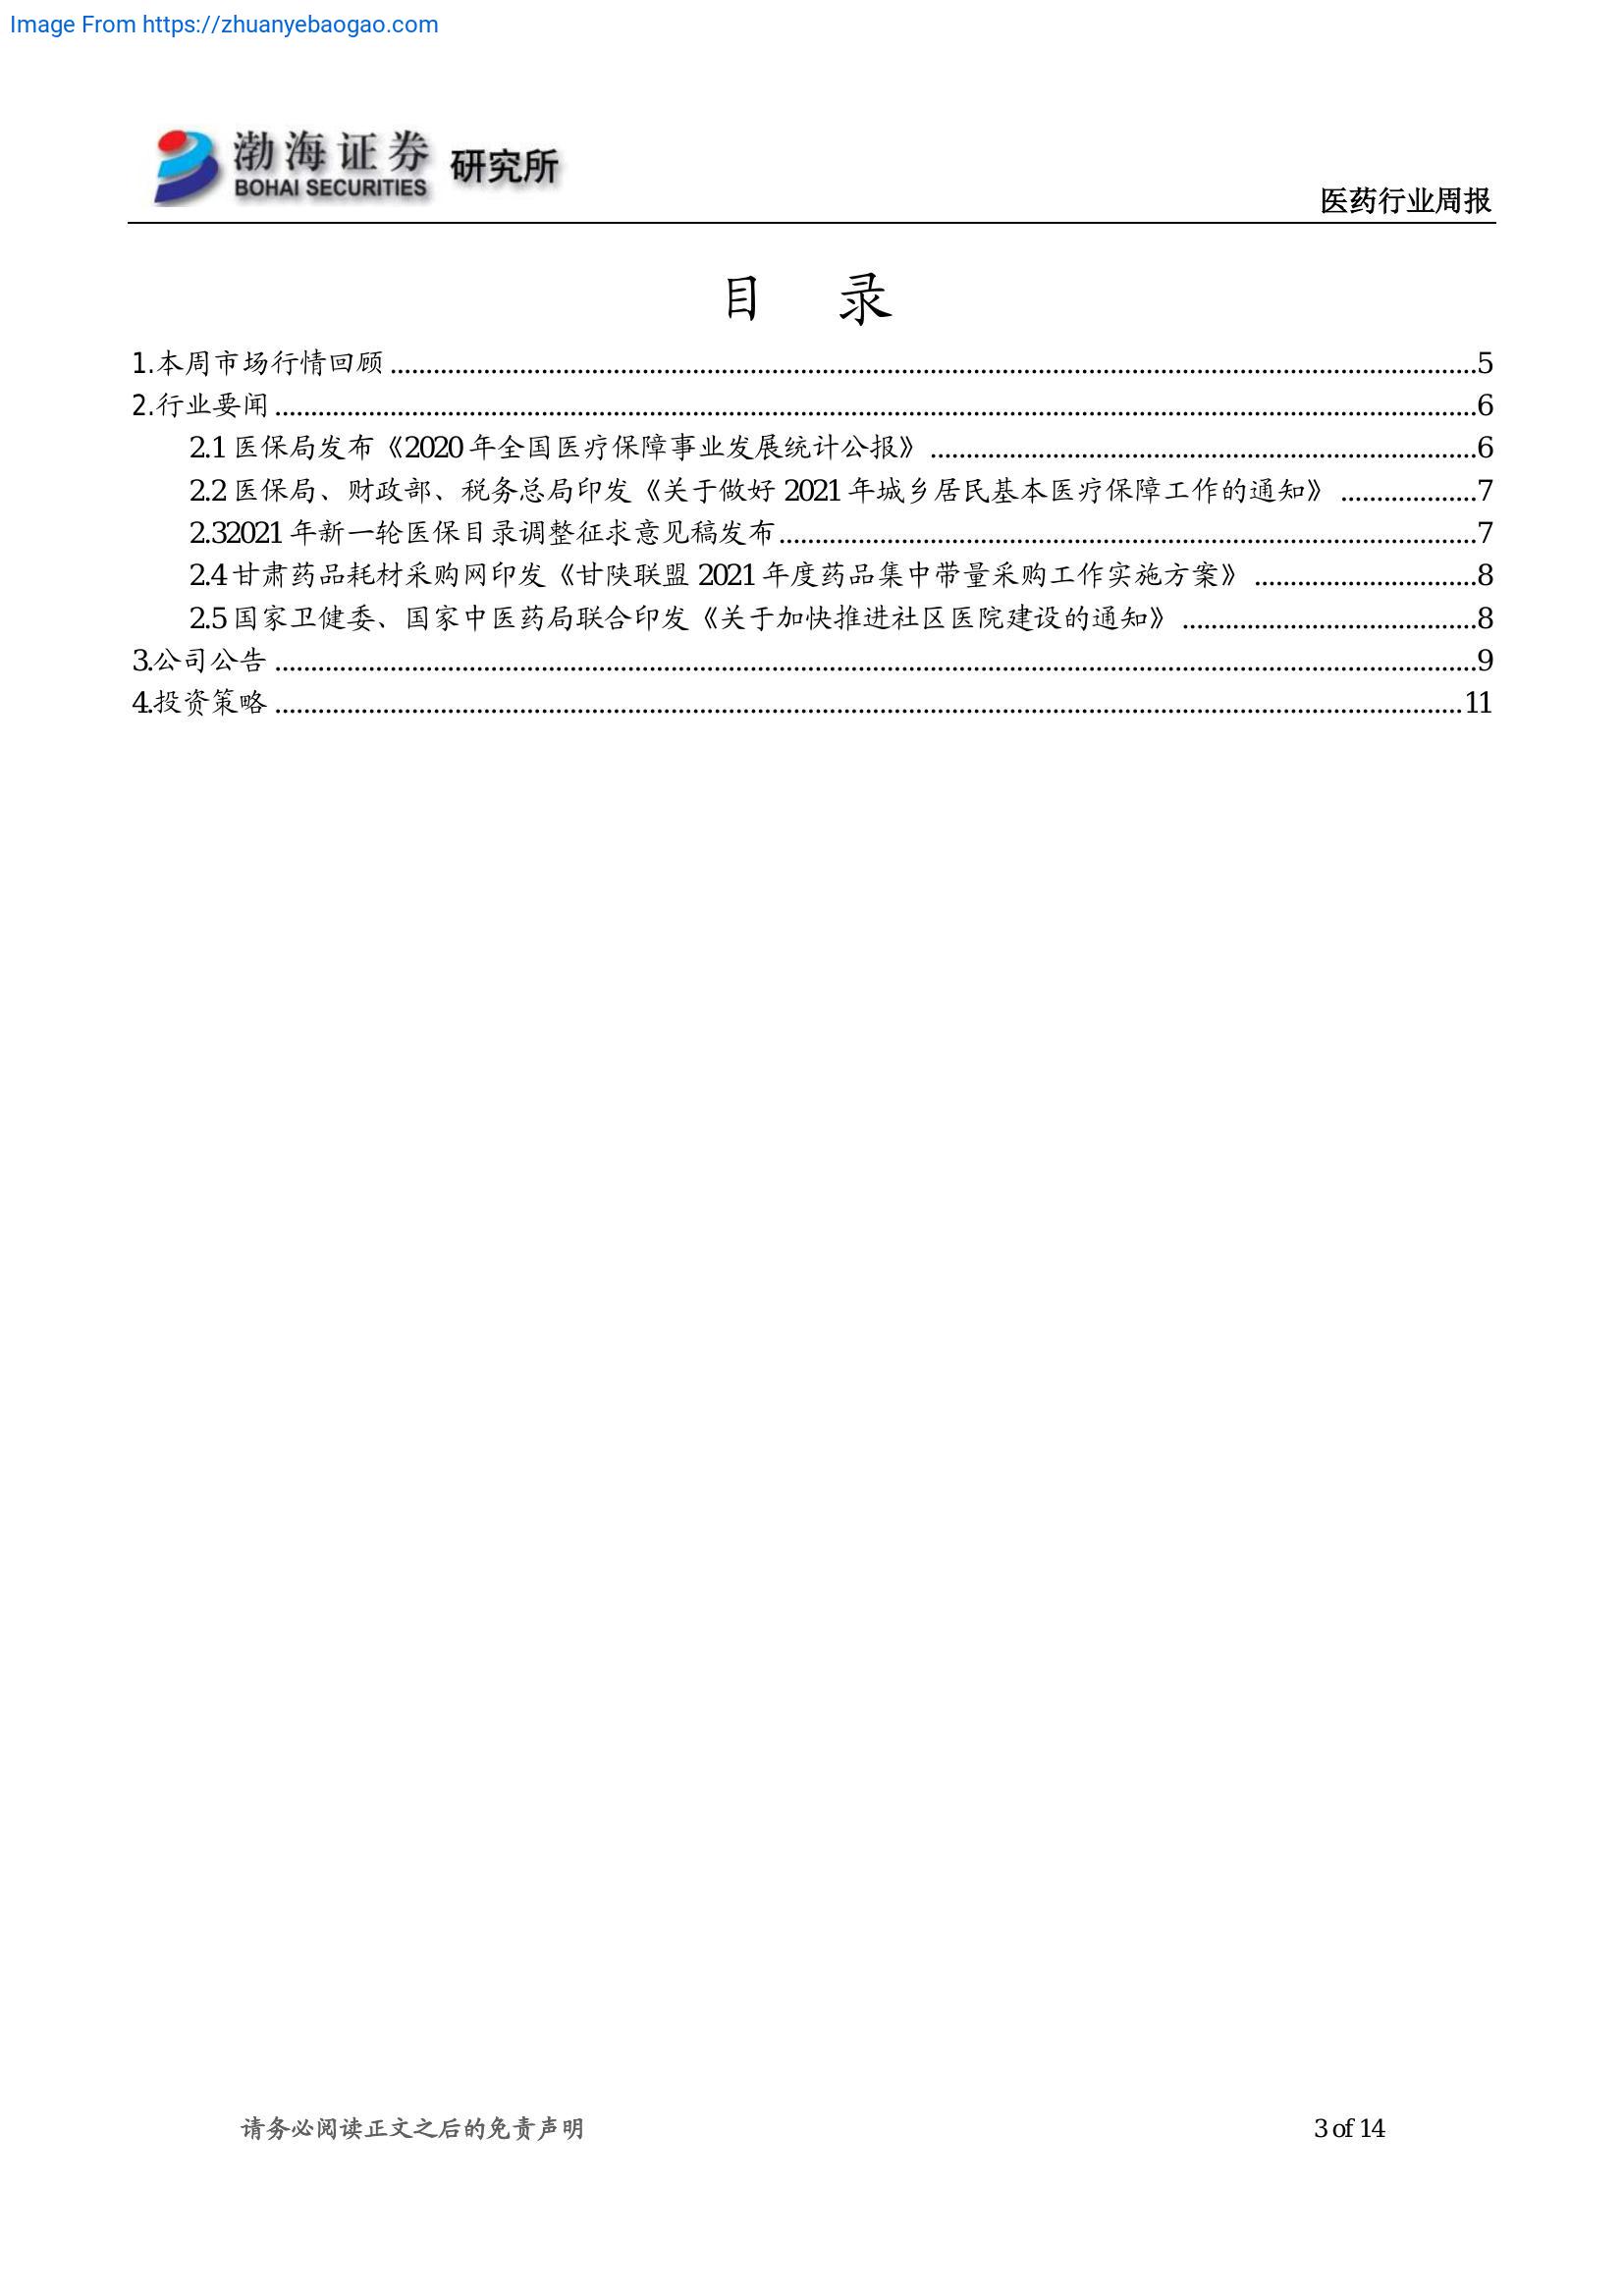 Image From https://zhuanyebaogao.com
渤海证券 研究所
BOHAI SECURITIES
医药行业周报
目 录
1.本周市场行情回顾 ........................................ 5
2.行业要闻 ........................................ 6
2.1 医保局发布《2020 年全国医疗保障事业发展统计公报》 ........................................ 6
2.2 医保局、财政部、税务总局印发《关于做好 2021 年城乡居民基本医疗保障工作的通知》 ................... 7
2.32021 年新一轮医保目录调整征求意见稿发布 ........................................ 7
2.4 甘肃药品耗材采购网印发《甘陕联盟 2021 年度药品集中带量采购工作实施方案》 ............................... 8
2.5 国家卫健委、国家中医药局联合印发《关于加快推进社区医院建设的通知》 ........................................ 8
3.公司公告 ........................................ 9
4.投资策略 ........................................ 11
请务必阅读正文之后的免责声明
3 of 14